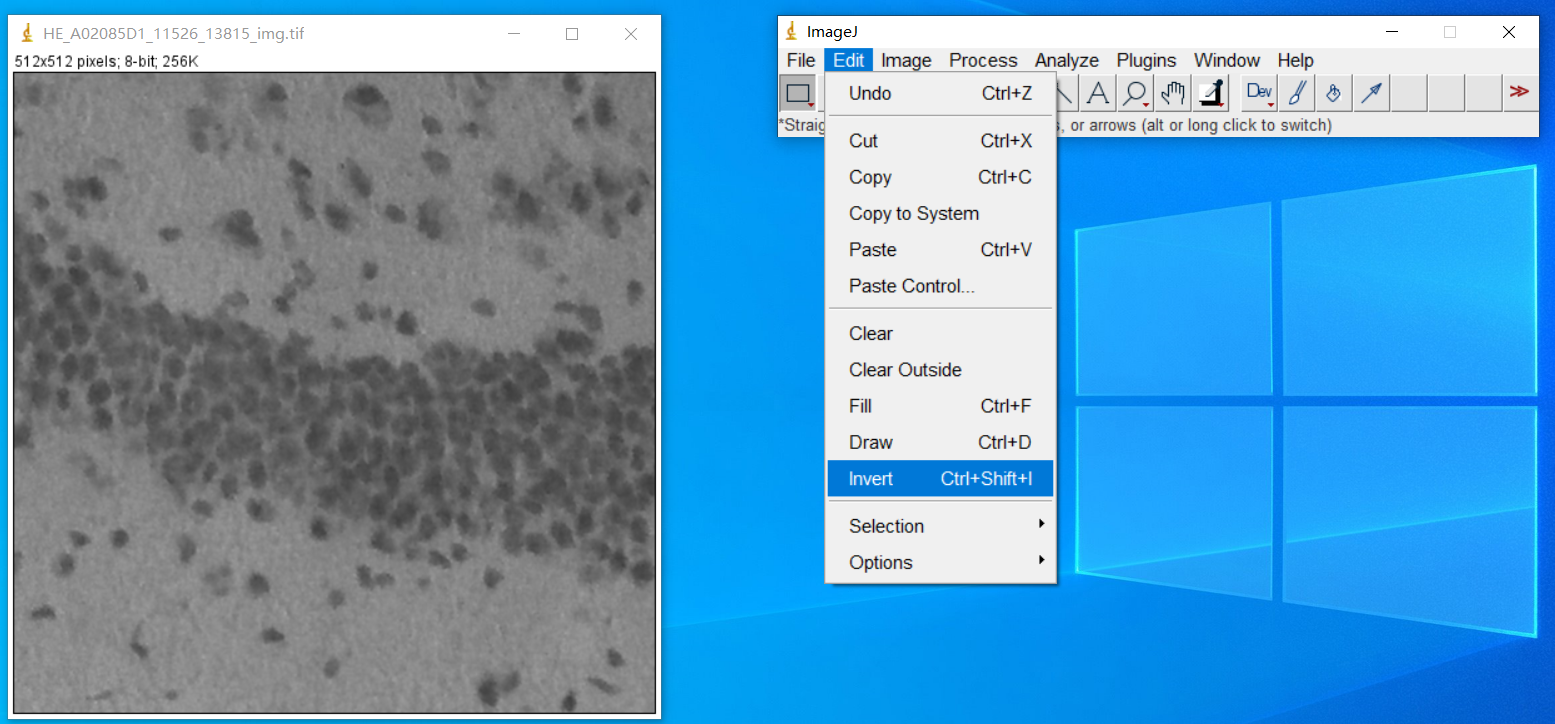 HE_A02085D1_11526_13815_img.tif
512x512 pixels; 8-bit; 256K
ImageJ
File Edit Image Process Analyze Plugins Window Help
A Dev >>
*Straig s, or arrows (alt or long click to switch)
Undo Ctrl+Z
Cut Ctrl+X
Copy Ctrl+C
Copy to System
Paste Ctrl+V
Paste Control...
Clear
Clear Outside
Fill Ctrl+F
Draw Ctrl+D
Invert Ctrl+Shift+I
Selection
Options